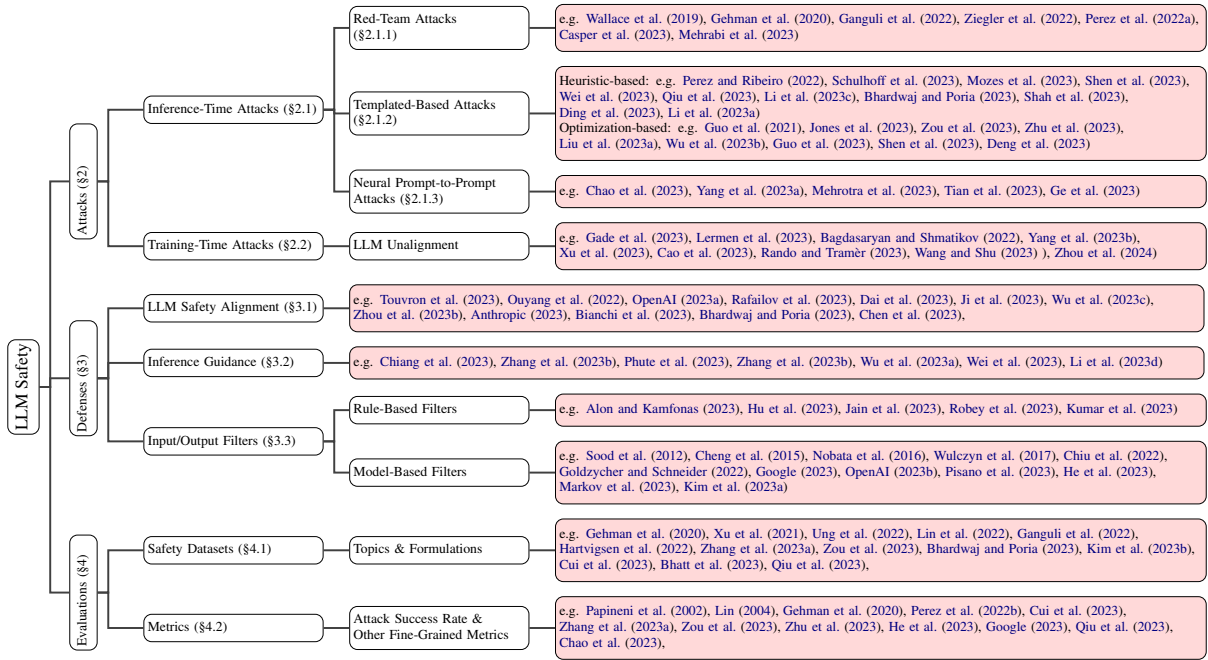 LLM Safety
Attacks (§2)
Inference-Time Attacks (§2.1)
Red-Team Attacks
(§2.1.1)
e.g. Wallace et al. (2019), Gehman et al. (2020), Ganguli et al. (2022), Ziegler et al. (2022), Perez et al. (2022a),
Casper et al. (2023), Mehrabi et al. (2023)
Templated-Based Attacks
(§2.1.2)
Heuristic-based: e.g. Perez and Ribeiro (2022), Schulhoff et al. (2023), Mozes et al. (2023), Shen et al. (2023),
Wei et al. (2023), Qiu et al. (2023), Li et al. (2023c), Bhardwaj and Poria (2023), Shah et al. (2023),
Ding et al. (2023), Li et al. (2023a)
Optimization-based: e.g. Guo et al. (2021), Jones et al. (2023), Zou et al. (2023), Zhu et al. (2023),
Liu et al. (2023a), Wu et al. (2023b), Guo et al. (2023), Shen et al. (2023), Deng et al. (2023)
Neural Prompt-to-Prompt
Attacks (§2.1.3)
e.g. Chao et al. (2023), Yang et al. (2023a), Mehrotra et al. (2023), Tian et al. (2023), Ge et al. (2023)
Training-Time Attacks (§2.2)
LLM Unalignment
e.g. Gade et al. (2023), Lermen et al. (2023), Bagdasaryan and Shmatikov (2022), Yang et al. (2023b),
Xu et al. (2023), Cao et al. (2023), Rando and Tramèr (2023), Wang and Shu (2023) ), Zhou et al. (2024)
Defenses (§3)
LLM Safety Alignment (§3.1)
e.g. Touvron et al. (2023), Ouyang et al. (2022), OpenAI (2023a), Rafailov et al. (2023), Dai et al. (2023), Ji et al. (2023), Wu et al. (2023c),
Zhou et al. (2023b), Anthropic (2023), Bianchi et al. (2023), Bhardwaj and Poria (2023), Chen et al. (2023),
Inference Guidance (§3.2)
e.g. Chiang et al. (2023), Zhang et al. (2023b), Phute et al. (2023), Zhang et al. (2023b), Wu et al. (2023a), Wei et al. (2023), Li et al. (2023d)
Input/Output Filters (§3.3)
Rule-Based Filters
e.g. Alon and Kamfonas (2023), Hu et al. (2023), Jain et al. (2023), Robey et al. (2023), Kumar et al. (2023)
Model-Based Filters
e.g. Sood et al. (2012), Cheng et al. (2015), Nobata et al. (2016), Wulczyn et al. (2017), Chiu et al. (2022),
Goldzycher and Schneider (2022), Google (2023), OpenAI (2023b), Pisano et al. (2023), He et al. (2023),
Markov et al. (2023), Kim et al. (2023a)
Evaluations (§4)
Safety Datasets (§4.1)
Topics & Formulations
e.g. Gehman et al. (2020), Xu et al. (2021), Ung et al. (2022), Lin et al. (2022), Ganguli et al. (2022),
Hartvigsen et al. (2022), Zhang et al. (2023a), Zou et al. (2023), Bhardwaj and Poria (2023), Kim et al. (2023b),
Cui et al. (2023), Bhatt et al. (2023), Qiu et al. (2023),
Metrics (§4.2)
Attack Success Rate &
Other Fine-Grained Metrics
e.g. Papineni et al. (2002), Lin (2004), Gehman et al. (2020), Perez et al. (2022b), Cui et al. (2023),
Zhang et al. (2023a), Zou et al. (2023), Zhu et al. (2023), He et al. (2023), Google (2023), Qiu et al. (2023),
Chao et al. (2023),